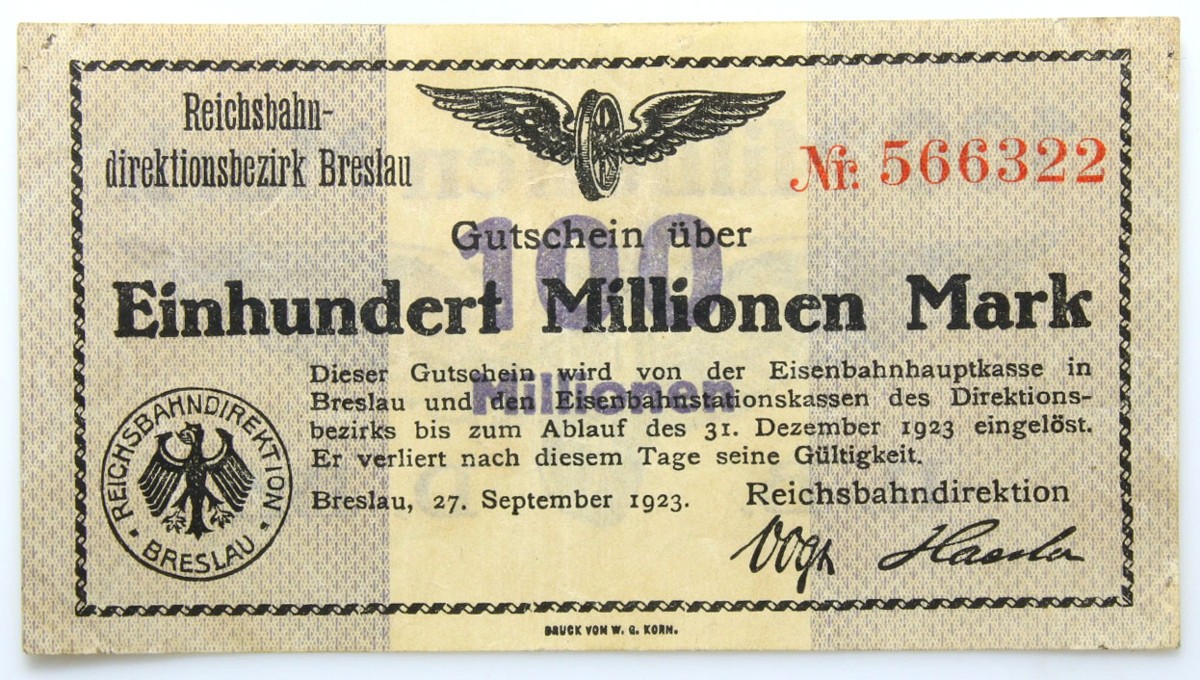 Reichsbahn-
direktionsbezirk Breslau
Nr. 566322
Gutschein über
100
Einhundert Millionen Mark
Millionen
Dieser Gutschein wird von der Eisenbahnhauptkasse in
Breslau und den Eisenbahnstationskassen des Direktions-
bezirks bis zum Ablauf des 31. Dezember 1923 eingelöst.
Er verliert nach diesem Tage seine Gültigkeit.
Breslau, 27. September 1923.
Reichsbahndirektion
REICHSBAHNDIREKTION
BRESLAU
DRUCK VON W. G. KORN.